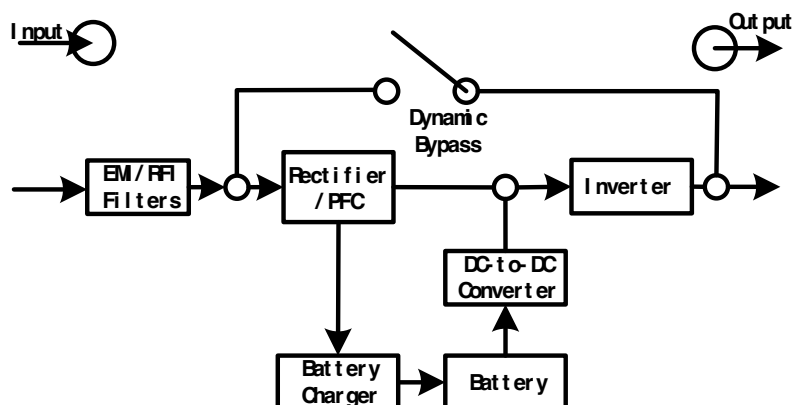 Input
Output
Dynamic
Bypass
EMI/RFI
Filters
Rectifier
/PFC
Inverter
DC-to-DC
Converter
Battery
Charger
Battery